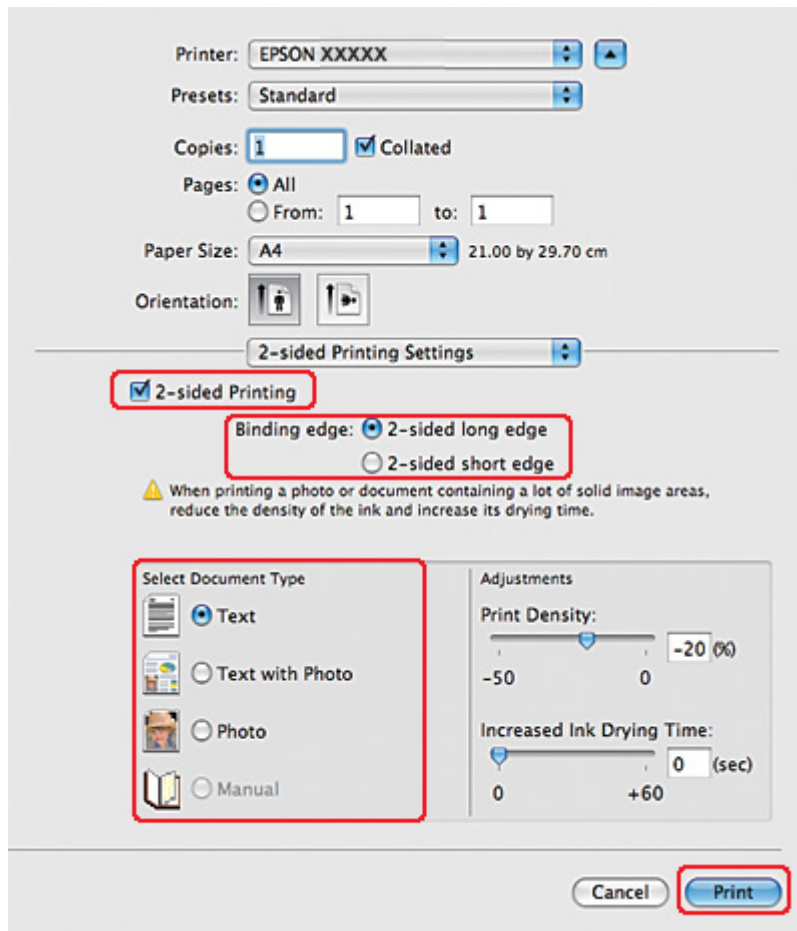 Printer: EPSON XXXXX
Presets: Standard
Copies: 1 Collated
Pages: All
From: 1 to: 1
Paper Size: A4 21.00 by 29.70 cm
Orientation:
2-sided Printing Settings
2-sided Printing
Binding edge: 2-sided long edge
2-sided short edge
When printing a photo or document containing a lot of solid image areas,
reduce the density of the ink and increase its drying time.
Select Document Type
Text
Text with Photo
Photo
Manual
Adjustments
Print Density:
-20 (%)
-50 0
Increased Ink Drying Time:
0 (sec)
0 +60
Cancel Print